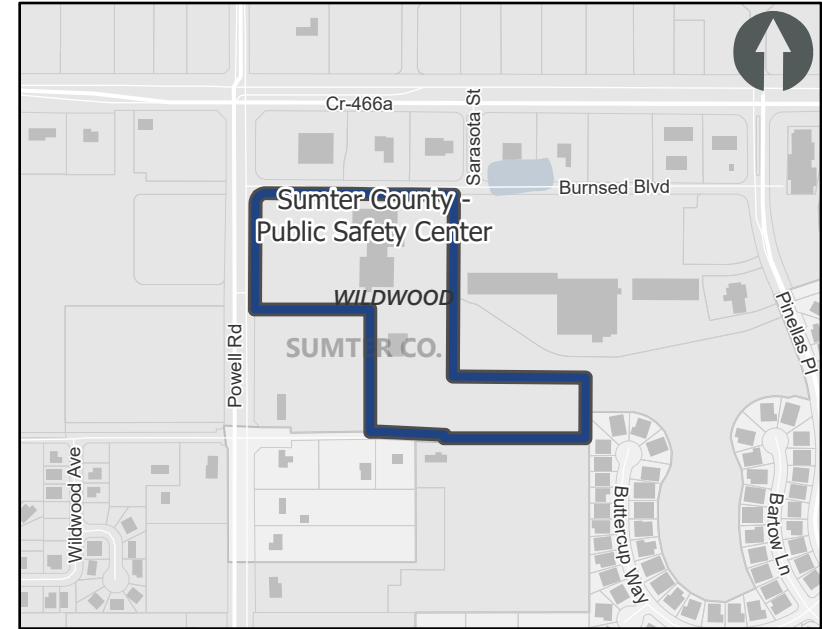 Cr-466a
Sarasota St
Burnsed Blvd
Sumter County -
Public Safety Center
WILDWOOD
SUMTER CO.
Powell Rd
Pinellas Pl
Wildwood Ave
Buttercup Way
Bartow Ln